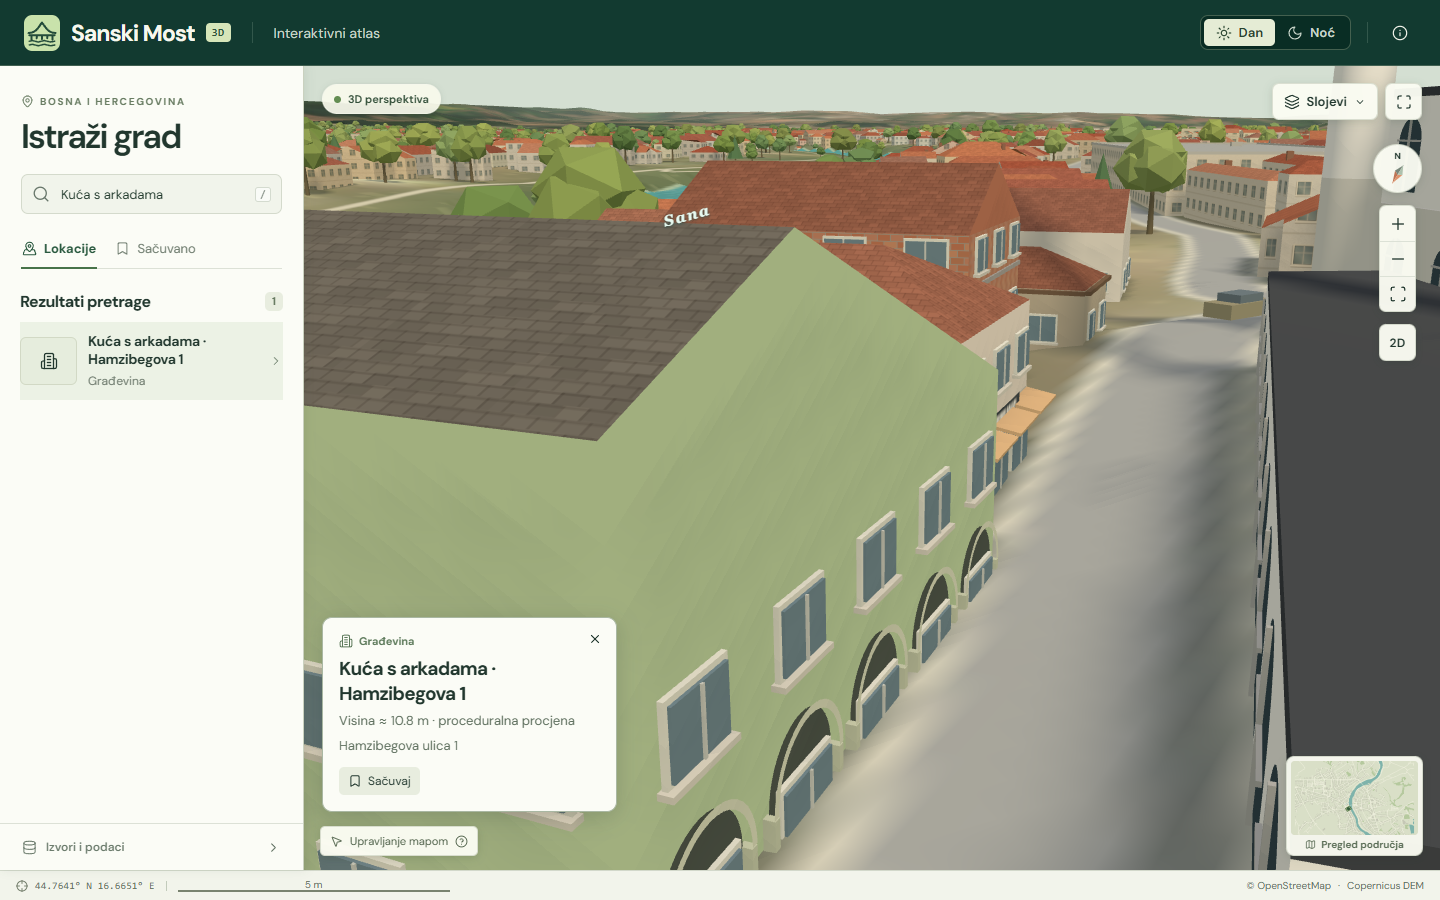 Sanski Most
3D
Interaktivni atlas
Dan
Noć
BOSNA I HERCEGOVINA
Istraži grad
Kuća s arkadama
/
Lokacije
Sačuvano
Rezultati pretrage
1
Kuća s arkadama ·
Hamzibegova 1
Građevina
Izvori i podaci
3D perspektiva
Slojevi
N
2D
Sana
Građevina
Kuća s arkadama ·
Hamzibegova 1
Visina ≈ 10.8 m · proceduralna procjena
Hamzibegova ulica 1
Sačuvaj
Upravljanje mapom
Pregled područja
44.7641° N 16.6651° E
5 m
© OpenStreetMap · Copernicus DEM